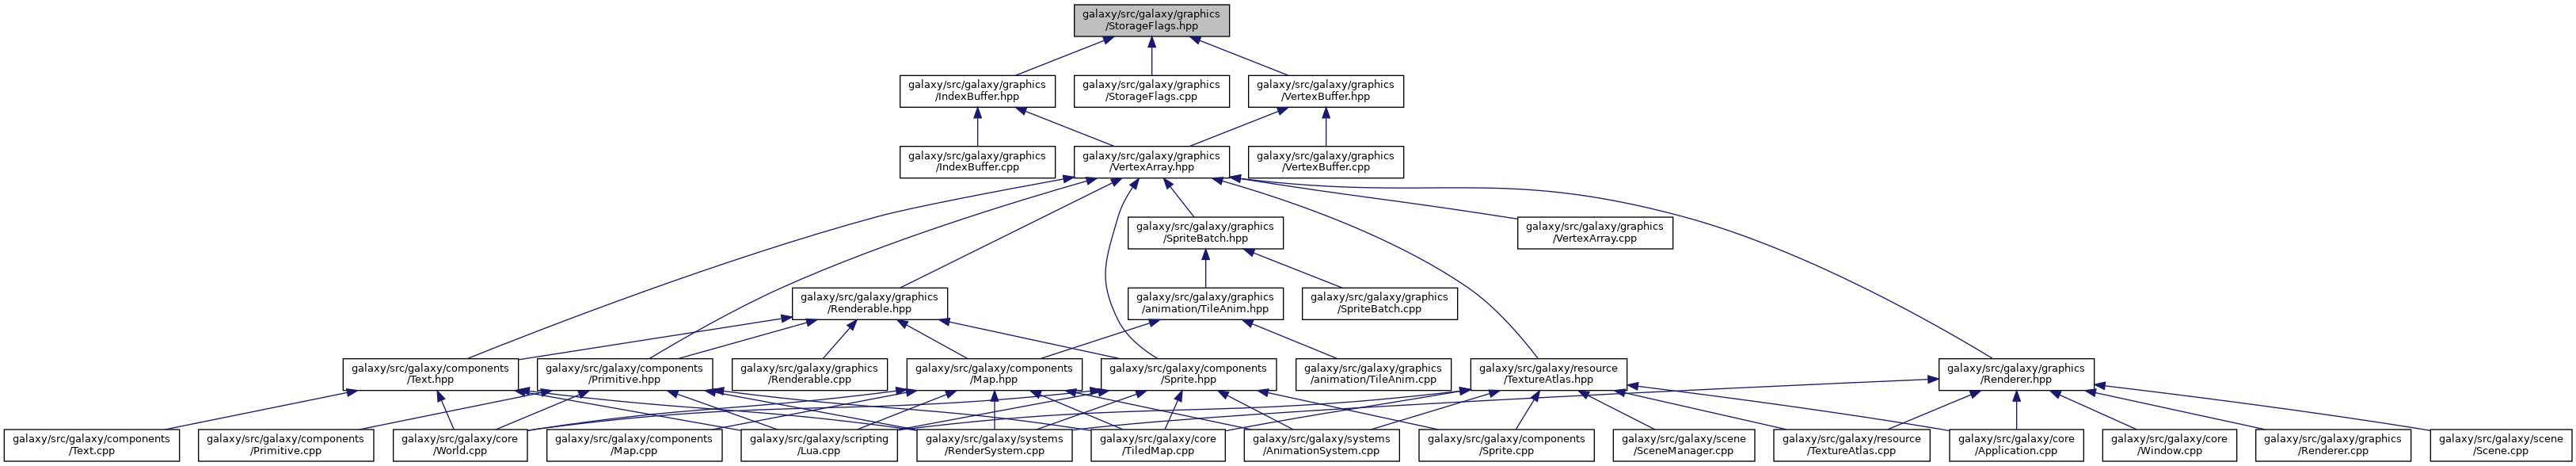 galaxy/src/galaxy/graphics
/StorageFlags.hpp
galaxy/src/galaxy/graphics
/IndexBuffer.hpp
galaxy/src/galaxy/graphics
/StorageFlags.cpp
galaxy/src/galaxy/graphics
/VertexBuffer.hpp
galaxy/src/galaxy/graphics
/IndexBuffer.cpp
galaxy/src/galaxy/graphics
/VertexArray.hpp
galaxy/src/galaxy/graphics
/VertexBuffer.cpp
galaxy/src/galaxy/graphics
/SpriteBatch.hpp
galaxy/src/galaxy/graphics
/VertexArray.cpp
galaxy/src/galaxy/graphics
/Renderable.hpp
galaxy/src/galaxy/graphics
/animation/TileAnim.hpp
galaxy/src/galaxy/graphics
/SpriteBatch.cpp
galaxy/src/galaxy/components
/Text.hpp
galaxy/src/galaxy/components
/Primitive.hpp
galaxy/src/galaxy/graphics
/Renderable.cpp
galaxy/src/galaxy/components
/Map.hpp
galaxy/src/galaxy/components
/Sprite.hpp
galaxy/src/galaxy/graphics
/animation/TileAnim.cpp
galaxy/src/galaxy/resource
/TextureAtlas.hpp
galaxy/src/galaxy/graphics
/Renderer.hpp
galaxy/src/galaxy/components
/Text.cpp
galaxy/src/galaxy/components
/Primitive.cpp
galaxy/src/galaxy/core
/World.cpp
galaxy/src/galaxy/components
/Map.cpp
galaxy/src/galaxy/scripting
/Lua.cpp
galaxy/src/galaxy/systems
/RenderSystem.cpp
galaxy/src/galaxy/core
/TiledMap.cpp
galaxy/src/galaxy/systems
/AnimationSystem.cpp
galaxy/src/galaxy/components
/Sprite.cpp
galaxy/src/galaxy/scene
/SceneManager.cpp
galaxy/src/galaxy/resource
/TextureAtlas.cpp
galaxy/src/galaxy/core
/Application.cpp
galaxy/src/galaxy/core
/Window.cpp
galaxy/src/galaxy/graphics
/Renderer.cpp
galaxy/src/galaxy/scene
/Scene.cpp